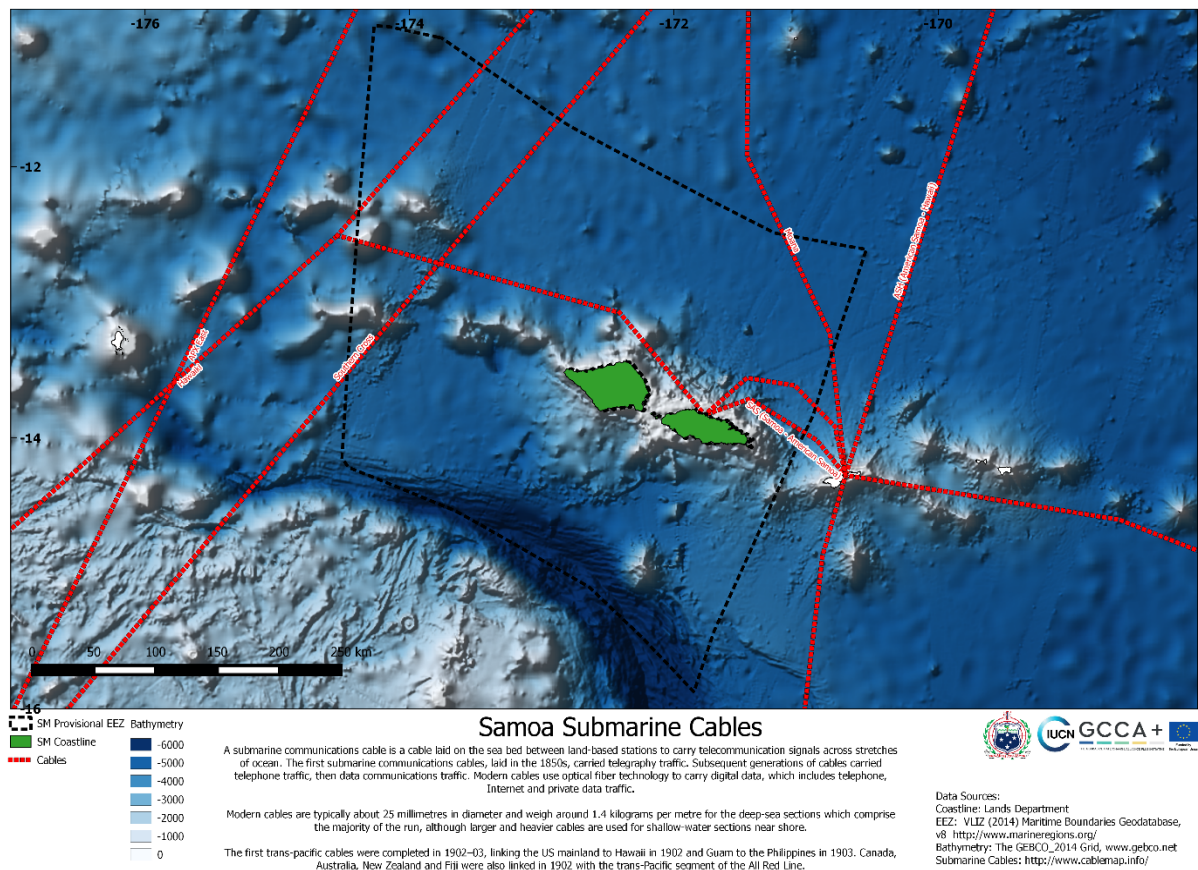 -176
-174
-172
-170
-12
-14
-16
APX East
Hawaiki
Southern Cross
Moana
ASH (American Samoa - Hawaii)
SAS (Samoa - American Samoa)
0 50 100 150 200 250 km
SM Provisional EEZ
SM Coastline
Cables
Bathymetry
-6000
-5000
-4000
-3000
-2000
-1000
0
Samoa Submarine Cables
A submarine communications cable is a cable laid on the sea bed between land-based stations to carry telecommunication signals across stretches
of ocean. The first submarine communications cables, laid in the 1850s, carried telegraphy traffic. Subsequent generations of cables carried
telephone traffic, then data communications traffic. Modern cables use optical fiber technology to carry digital data, which includes telephone,
Internet and private data traffic.
Modern cables are typically about 25 millimetres in diameter and weigh around 1.4 kilograms per metre for the deep-sea sections which comprise
the majority of the run, although larger and heavier cables are used for shallow-water sections near shore.
The first trans-pacific cables were completed in 1902–03, linking the US mainland to Hawaii in 1902 and Guam to the Philippines in 1903. Canada,
Australia, New Zealand and Fiji were also linked in 1902 with the trans-Pacific segment of the All Red Line.
IUCN
GCCA+
Data Sources:
Coastline: Lands Department
EEZ: VLIZ (2014) Maritime Boundaries Geodatabase,
v8 http://www.marineregions.org/
Bathymetry: The GEBCO_2014 Grid, www.gebco.net
Submarine Cables: http://www.cablemap.info/